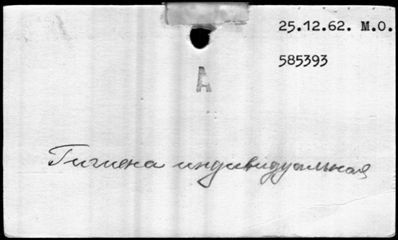 25.12.62. М.О.
585393
А
Гигиена индивидуальная